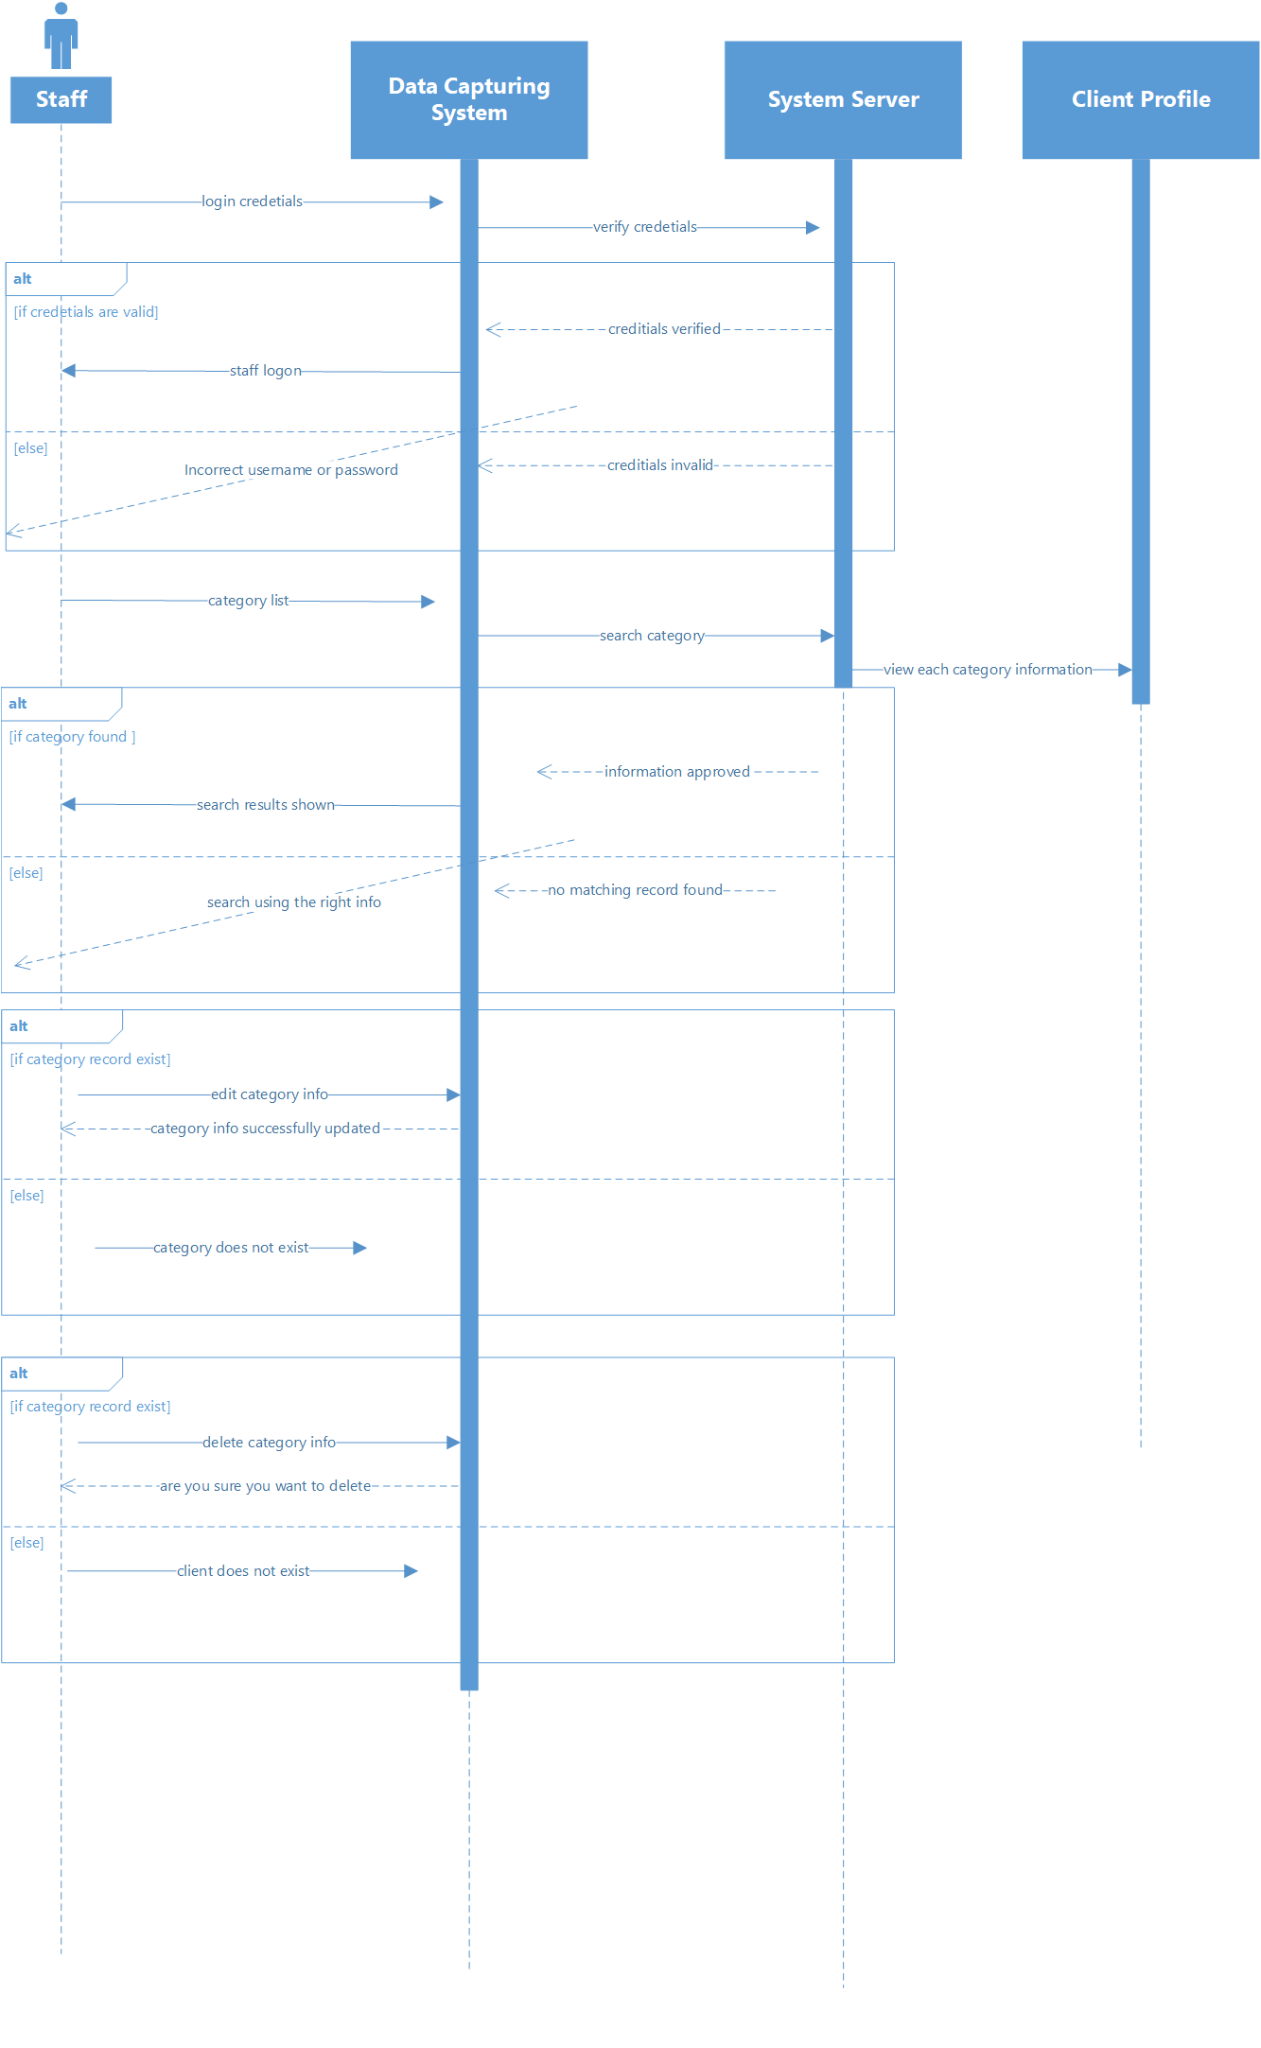 Staff
Data Capturing
System
System Server
Client Profile
login credetials
verify credetials
alt
[if credetials are valid]
creditials verified
staff logon
[else]
creditials invalid
Incorrect username or password
category list
search category
view each category information
alt
[if category found ]
information approved
search results shown
[else]
no matching record found
search using the right info
alt
[if category record exist]
edit category info
category info successfully updated
[else]
category does not exist
alt
[if category record exist]
delete category info
are you sure you want to delete
[else]
client does not exist